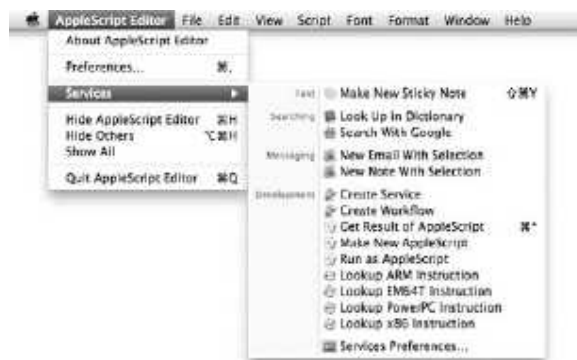 AppleScript Editor File Edit View Script Font Format Window Help
About AppleScript Editor
Preferences... ⌘,
Services ▶
Hide AppleScript Editor ⌘H
Hide Others ⌥⌘H
Show All
Quit AppleScript Editor ⌘Q
Text Make New Sticky Note ⇧⌘Y
Searching Look Up in Dictionary
Search With Google
Messaging New Email With Selection
New Note With Selection
Development Create Service
Create Workflow
Get Result of AppleScript ⌘*
Make New AppleScript
Run as AppleScript
Lookup ARM Instruction
Lookup EM64T Instruction
Lookup PowerPC Instruction
Lookup x86 Instruction
Services Preferences...